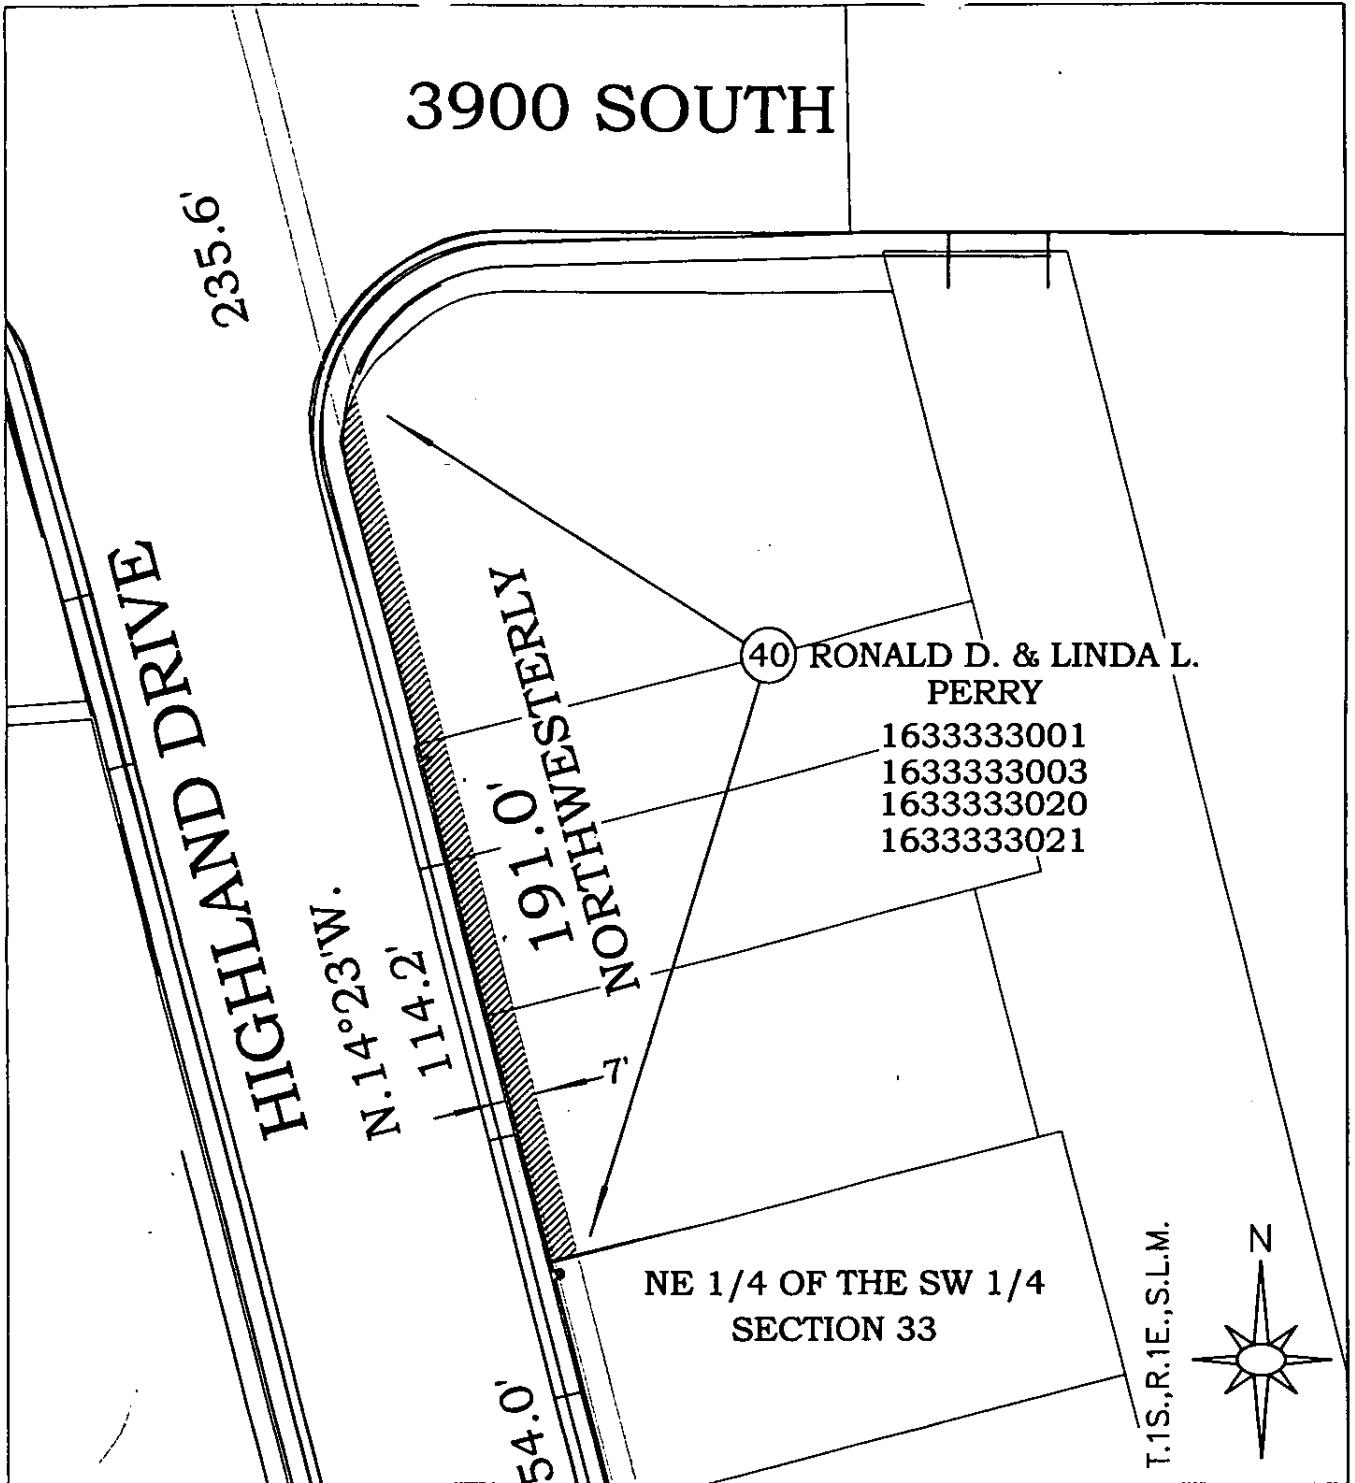 3900 SOUTH
235.6'
HIGHLAND DRIVE
N.14°23'W.
114.2'
191.0'
NORTHWESTERLY
7'
40
RONALD D. & LINDA L.
PERRY
1633333001
1633333003
1633333020
1633333021
NE 1/4 OF THE SW 1/4
SECTION 33
54.0'
T.1S.,R.1E.,S.L.M.
N